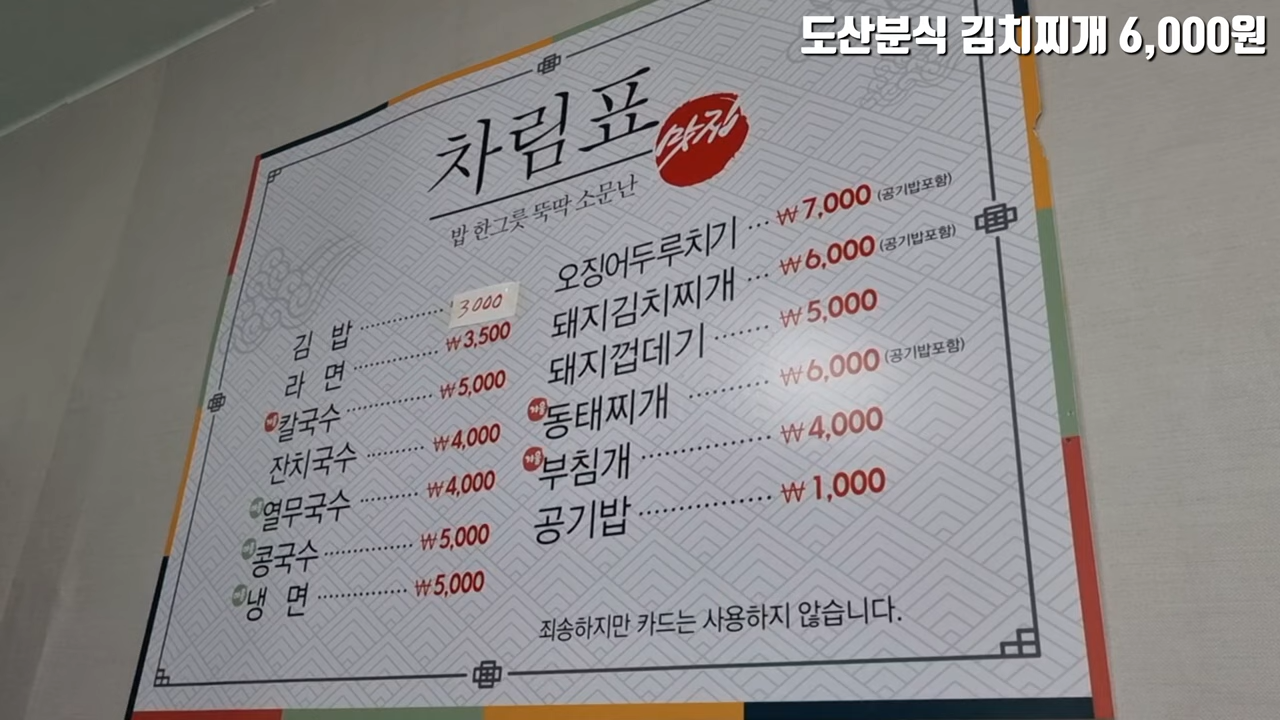 도산분식 김치찌개 6,000원
차림표
맛집
밥 한그릇 뚝딱 소문난
김 밥 ............ 3000
라 면 ............ ₩3,500
칼국수 ............ ₩5,000
잔치국수 ........ ₩4,000
열무국수 ........ ₩4,000
콩국수 ............ ₩5,000
냉 면 ............ ₩5,000
오징어두루치기 ... ₩7,000 (공기밥포함)
돼지김치찌개 ... ₩6,000 (공기밥포함)
돼지껍데기 ...... ₩5,000
겨울 동태찌개 ........ ₩6,000 (공기밥포함)
겨울 부침개 ............ ₩4,000
공기밥 ............ ₩1,000
죄송하지만 카드는 사용하지 않습니다.